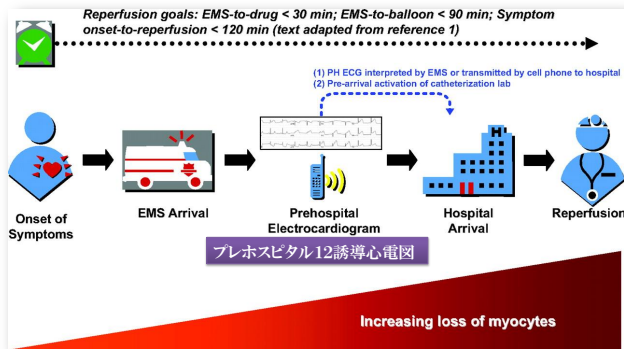 Reperfusion goals: EMS-to-drug < 30 min; EMS-to-balloon < 90 min; Symptom
onset-to-reperfusion < 120 min (text adapted from reference 1)
(1) PH ECG interpreted by EMS or transmitted by cell phone to hospital
(2) Pre-arrival activation of catheterization lab
H
Onset of
Symptoms
EMS Arrival
Prehospital
Electrocardiogram
Hospital
Arrival
Reperfusion
プレホスピタル12誘導心電図
Increasing loss of myocytes